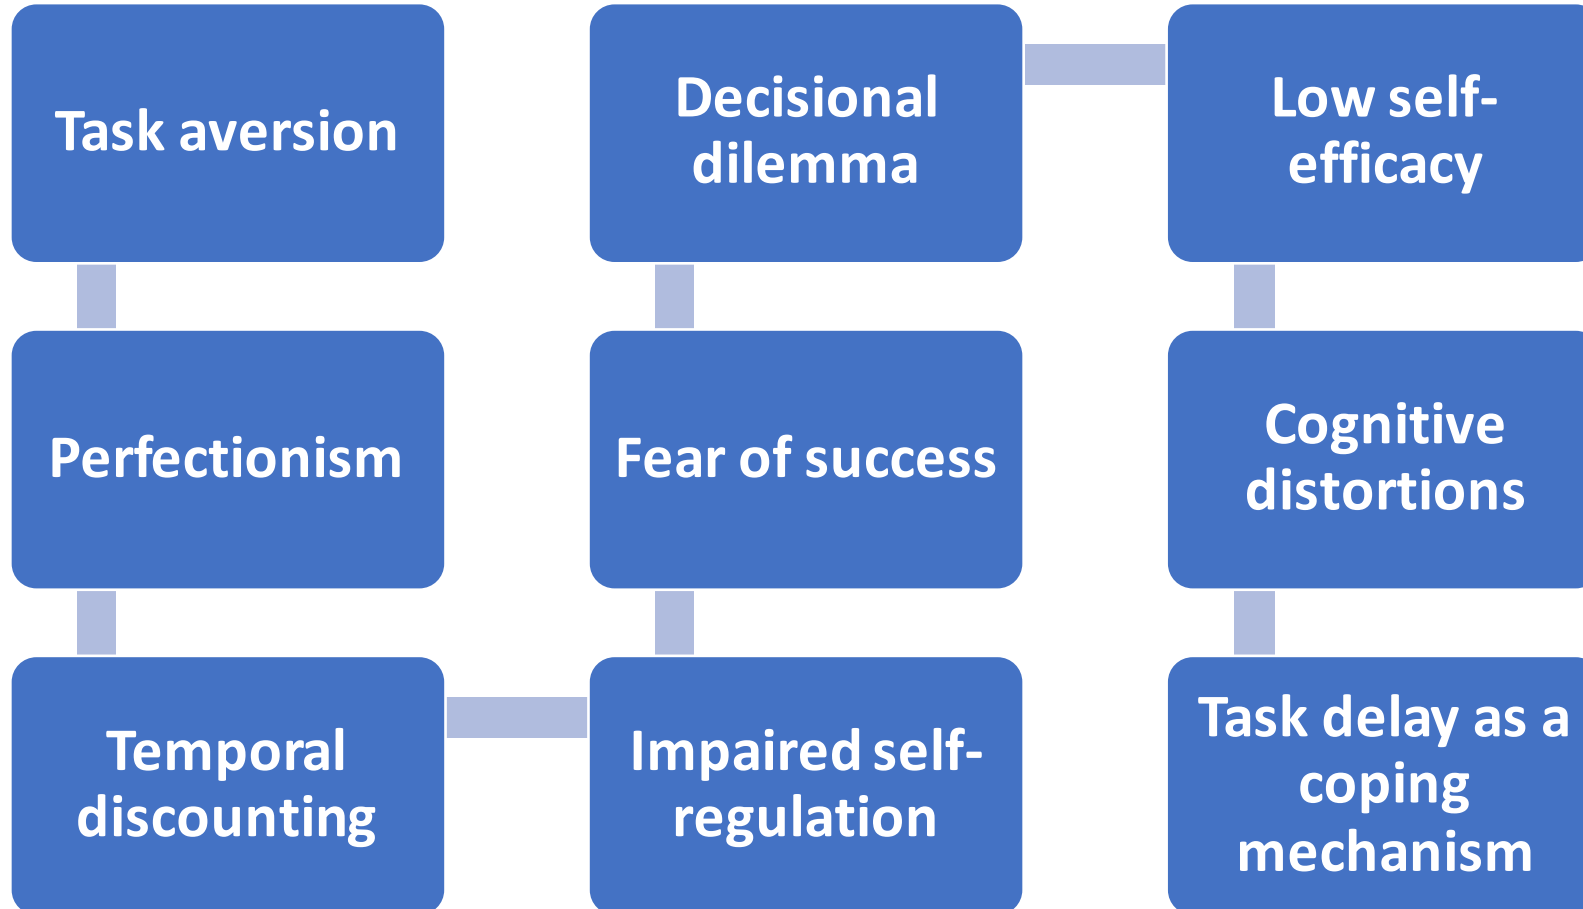 Task aversion
Perfectionism
Temporal
discounting
Impaired self-
regulation
Fear of success
Decisional
dilemma
Low self-
efficacy
Cognitive
distortions
Task delay as a
coping
mechanism